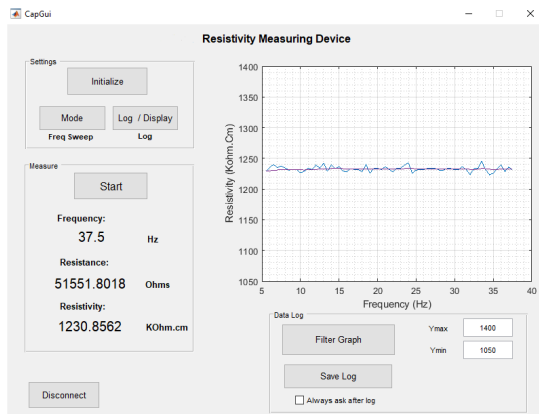 CapGui
Resistivity Measuring Device
Settings
Initialize
Mode
Log / Display
Freq Sweep
Log
Measure
Start
Frequency:
37.5 Hz
Resistance:
51551.8018 Ohms
Resistivity:
1230.8562 KOhm.cm
Disconnect
Resistivity (Kohm.Cm)
1400
1350
1300
1250
1200
1150
1100
1050
5 10 15 20 25 30 35 40
Frequency (Hz)
Data Log
Filter Graph
Ymax 1400
Ymin 1050
Save Log
Always ask after log